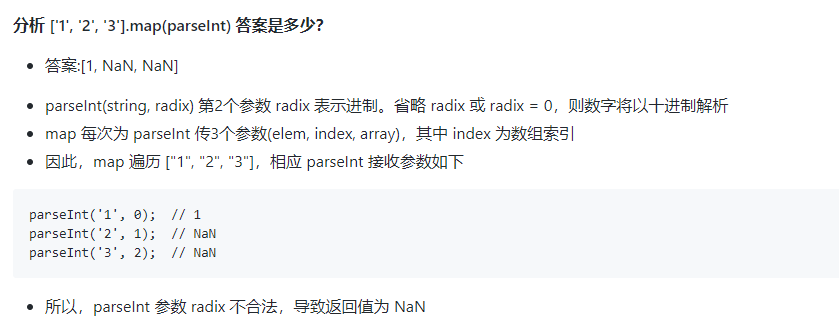 分析 ['1', '2', '3'].map(parseInt) 答案是多少?
答案:[1, NaN, NaN]
parseInt(string, radix) 第2个参数 radix 表示进制。省略 radix 或 radix = 0，则数字将以十进制解析
map 每次为 parseInt 传3个参数(elem, index, array)，其中 index 为数组索引
因此，map 遍历 ["1", "2", "3"]，相应 parseInt 接收参数如下
parseInt('1', 0);  // 1
parseInt('2', 1);  // NaN
parseInt('3', 2);  // NaN
所以，parseInt 参数 radix 不合法，导致返回值为 NaN